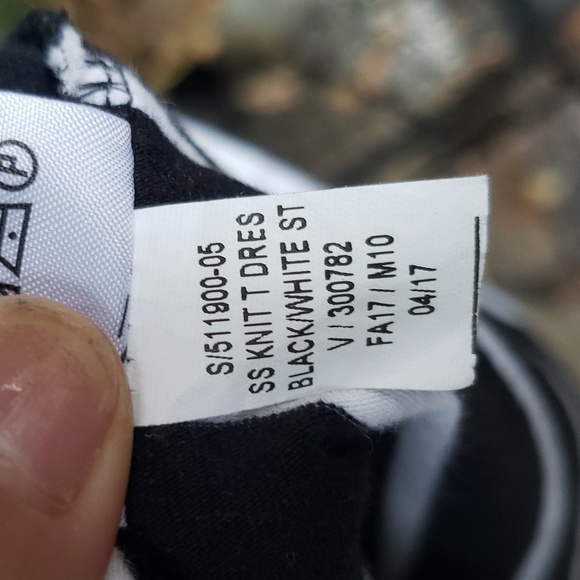 S/511900-05
SS KNIT T DRES
BLACK/WHITE ST
V / 300782
FA17 / M10
04/17
P